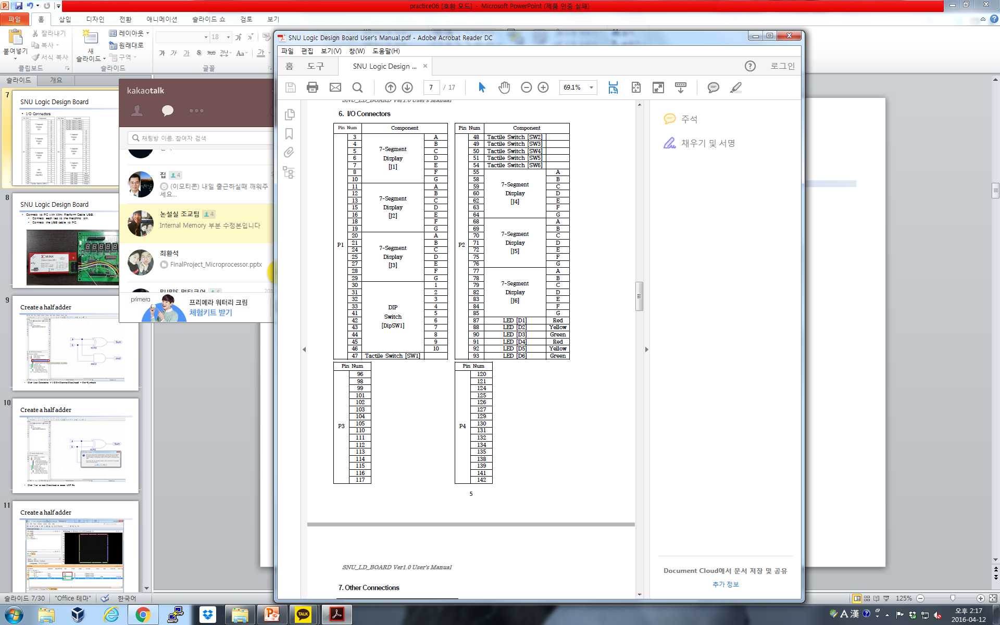 practice06 [호환 모드] - Microsoft PowerPoint (제품 인증 실패)
파일 홈 삽입 디자인 전환 애니메이션 슬라이드 쇼 검토 보기
붙여넣기
잘라내기
복사
서식 복사
클립보드
새
슬라이드
레이아웃
원래대로
구역
슬라이드
18
글꼴
슬라이드 개요
7
SNU Logic Design Board
• I/O Connectors
8
SNU Logic Design Board
Connect to PC with Xilinx Platform Cable USB.
Connect the USB cable to PC.
9
Create a half adder
10
Create a half adder
11
Create a half adder
kakaotalk
채팅방 이름, 참여자 검색
집 4
(이모티콘) 내일 출근하실때 깨워주
세요...
논설실 조교팀 4
Internal Memory 부분 수정본입니다
최환석
FinalProject_Microprocessor.pptx
primera
프리메라 워터리 크림
체험키트 받기
SNU Logic Design Board User's Manual.pdf - Adobe Acrobat Reader DC
파일 편집 보기(V) 창(W) 도움말(H)
홈 도구 SNU Logic Design ... × 로그인
7 / 17 69.1%
SNU_LD_BOARD Ver1.0 User's Manual
6. I/O Connectors
Pin Num Component
P1
3 A
4 B
5 C
6 D
7 E
8 F
10 G
7-Segment
Display
[J1]
11 A
12 B
13 C
15 D
16 E
18 F
19 G
7-Segment
Display
[J2]
20 A
21 B
24 C
25 D
27 E
28 F
29 G
7-Segment
Display
[J3]
30 1
31 2
32 3
33 4
41 5
42 6
43 7
44 8
45 9
46 10
DIP
Switch
[DipSW1]
47 Tactile Switch [SW1]
Pin Num Component
P2
48 Tactile Switch [SW2]
49 Tactile Switch [SW3]
50 Tactile Switch [SW4]
51 Tactile Switch [SW5]
54 Tactile Switch [SW6]
55 A
58 B
59 C
60 D
62 E
63 F
64 G
7-Segment
Display
[J4]
68 A
69 B
70 C
71 D
72 E
75 F
76 G
7-Segment
Display
[J5]
77 A
78 B
79 C
82 D
83 E
84 F
85 G
7-Segment
Display
[J6]
87 LED [D1] Red
88 LED [D2] Yellow
90 LED [D3] Green
91 LED [D4] Red
92 LED [D5] Yellow
93 LED [D6] Green
Pin Num
P3
96
98
99
101
102
103
104
105
110
111
112
113
114
115
116
117
Pin Num
P4
120
121
124
125
126
127
129
130
131
132
134
135
138
139
141
142
5
SNU_LD_BOARD Ver1.0 User's Manual
7. Other Connections
주석
채우기 및 서명
Document Cloud에서 문서 저장 및 공유
추가 정보
슬라이드 7/30 "Office 테마" 한국어
125%
TALK
A 漢
오후 2:17
2016-04-12